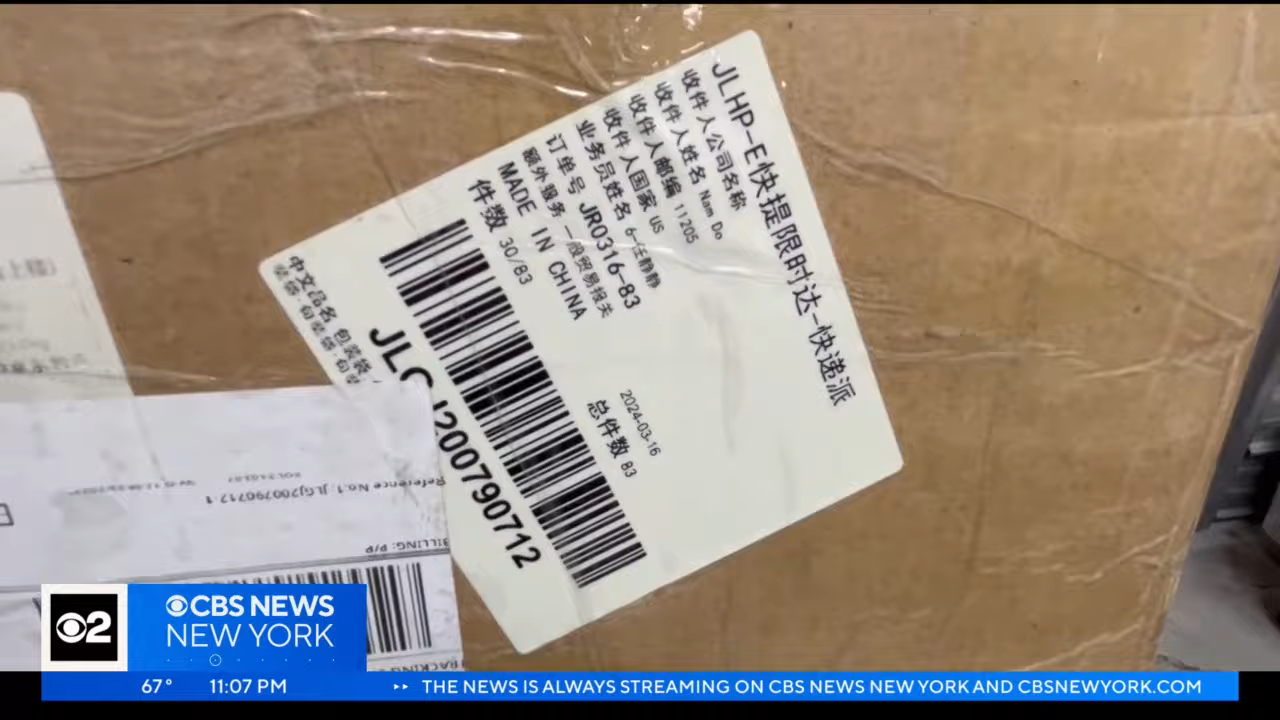 JLHP-E快提限时达-快递派
收件人公司名称
收件人姓名 Nam Do
收件人邮编 11205
收件人国家 US
业务员姓名 6-任静静
订单号 JR0316-83
额外服务 一般贸易报关
MADE IN CHINA
件数 30/83
2024-03-16
总件数 83
中文品名 包装袋
200790712
Reference No.1: JLGJ200790712-1
BILLING: P/P
TRACKING
2
CBS NEWS
NEW YORK
67° 11:07 PM
THE NEWS IS ALWAYS STREAMING ON CBS NEWS NEW YORK AND CBSNEWYORK.COM